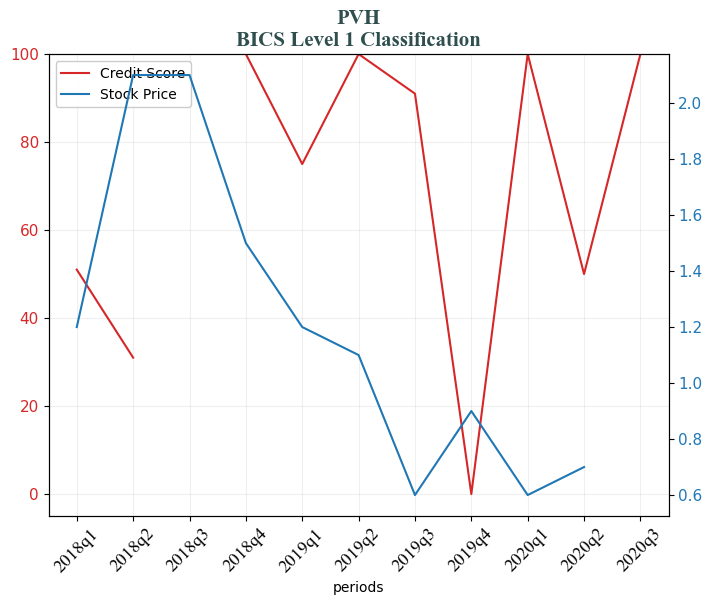 PVH
BICS Level 1 Classification
Credit Score
Stock Price
100
80
60
40
20
0
2.0
1.8
1.6
1.4
1.2
1.0
0.8
0.6
2018q1
2018q2
2018q3
2018q4
2019q1
2019q2
2019q3
2019q4
2020q1
2020q2
2020q3
periods